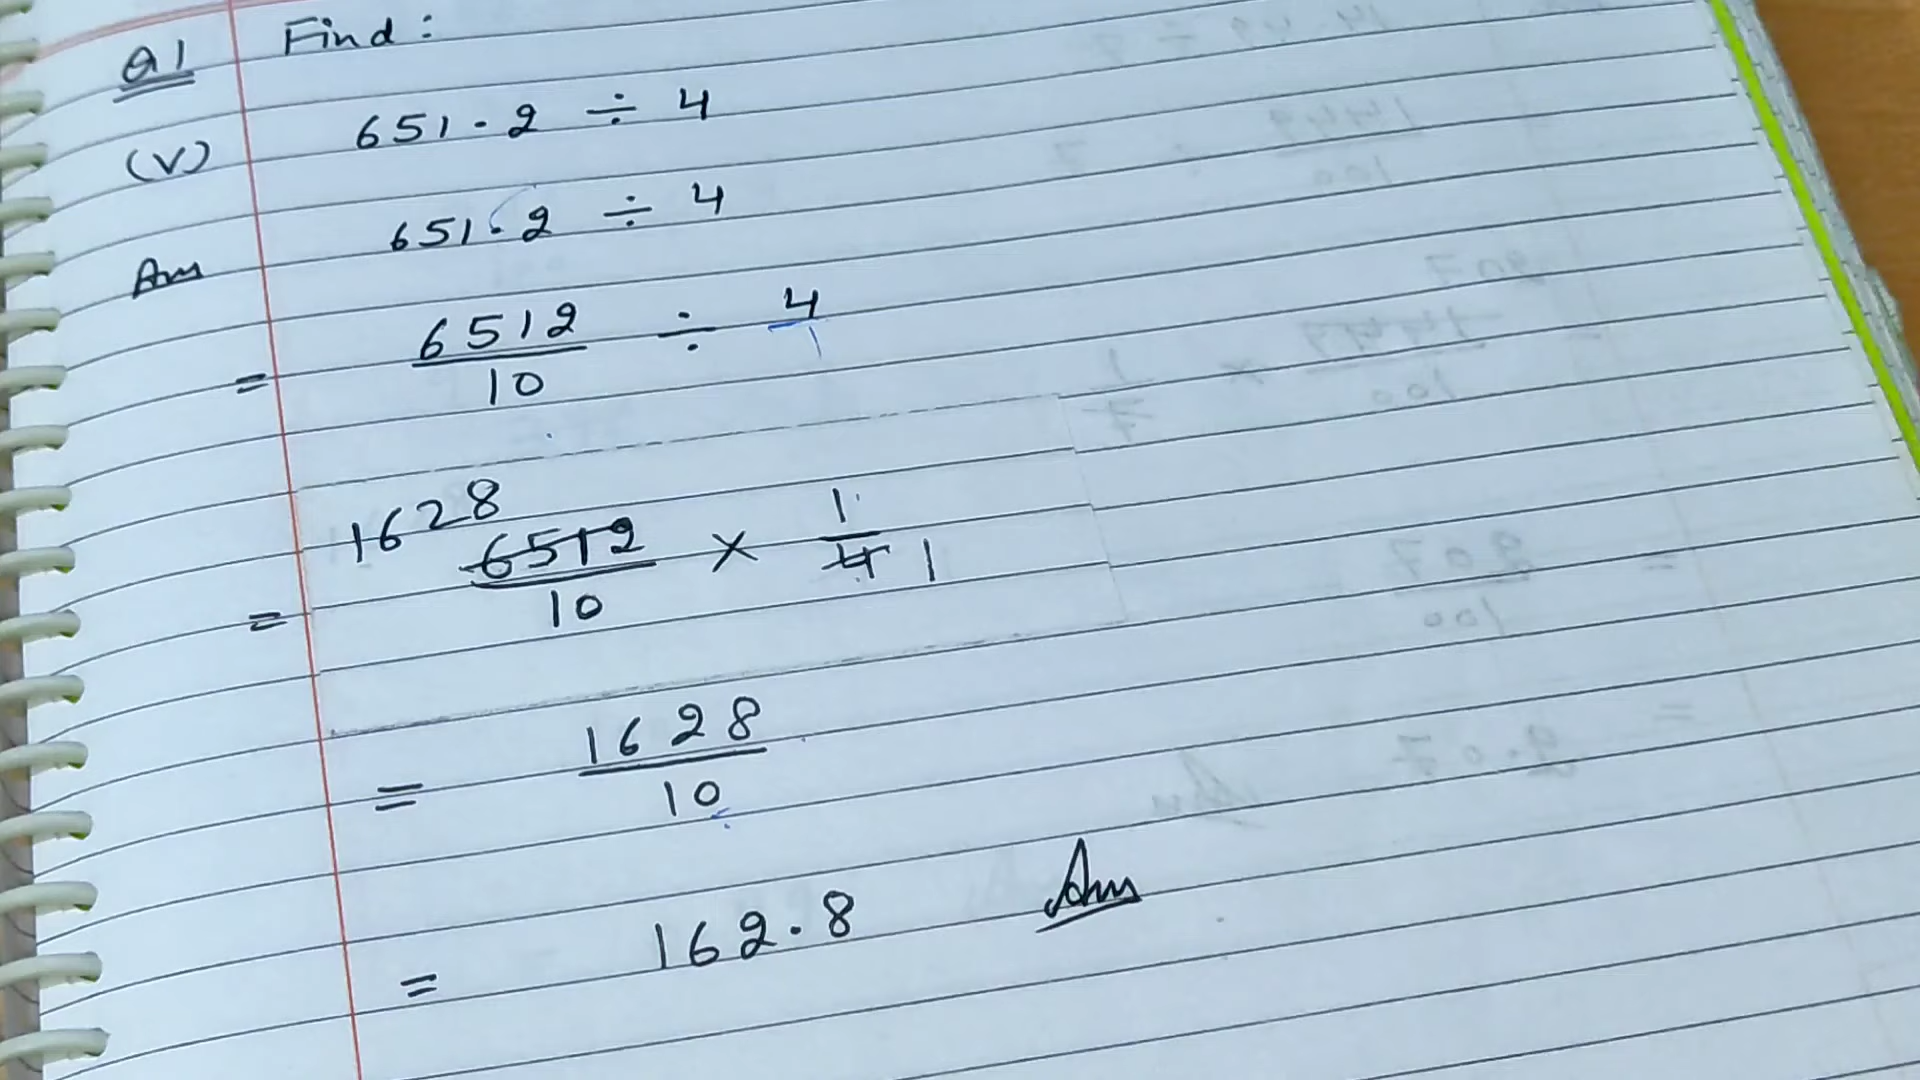 Q1 Find :
(v) 651.2 ÷ 4
Ans 651.2 ÷ 4
= 6512/10 ÷ 4/1
1628 1
= 6512/10 × 1/4 1
= 1628/10
= 162.8 Ans